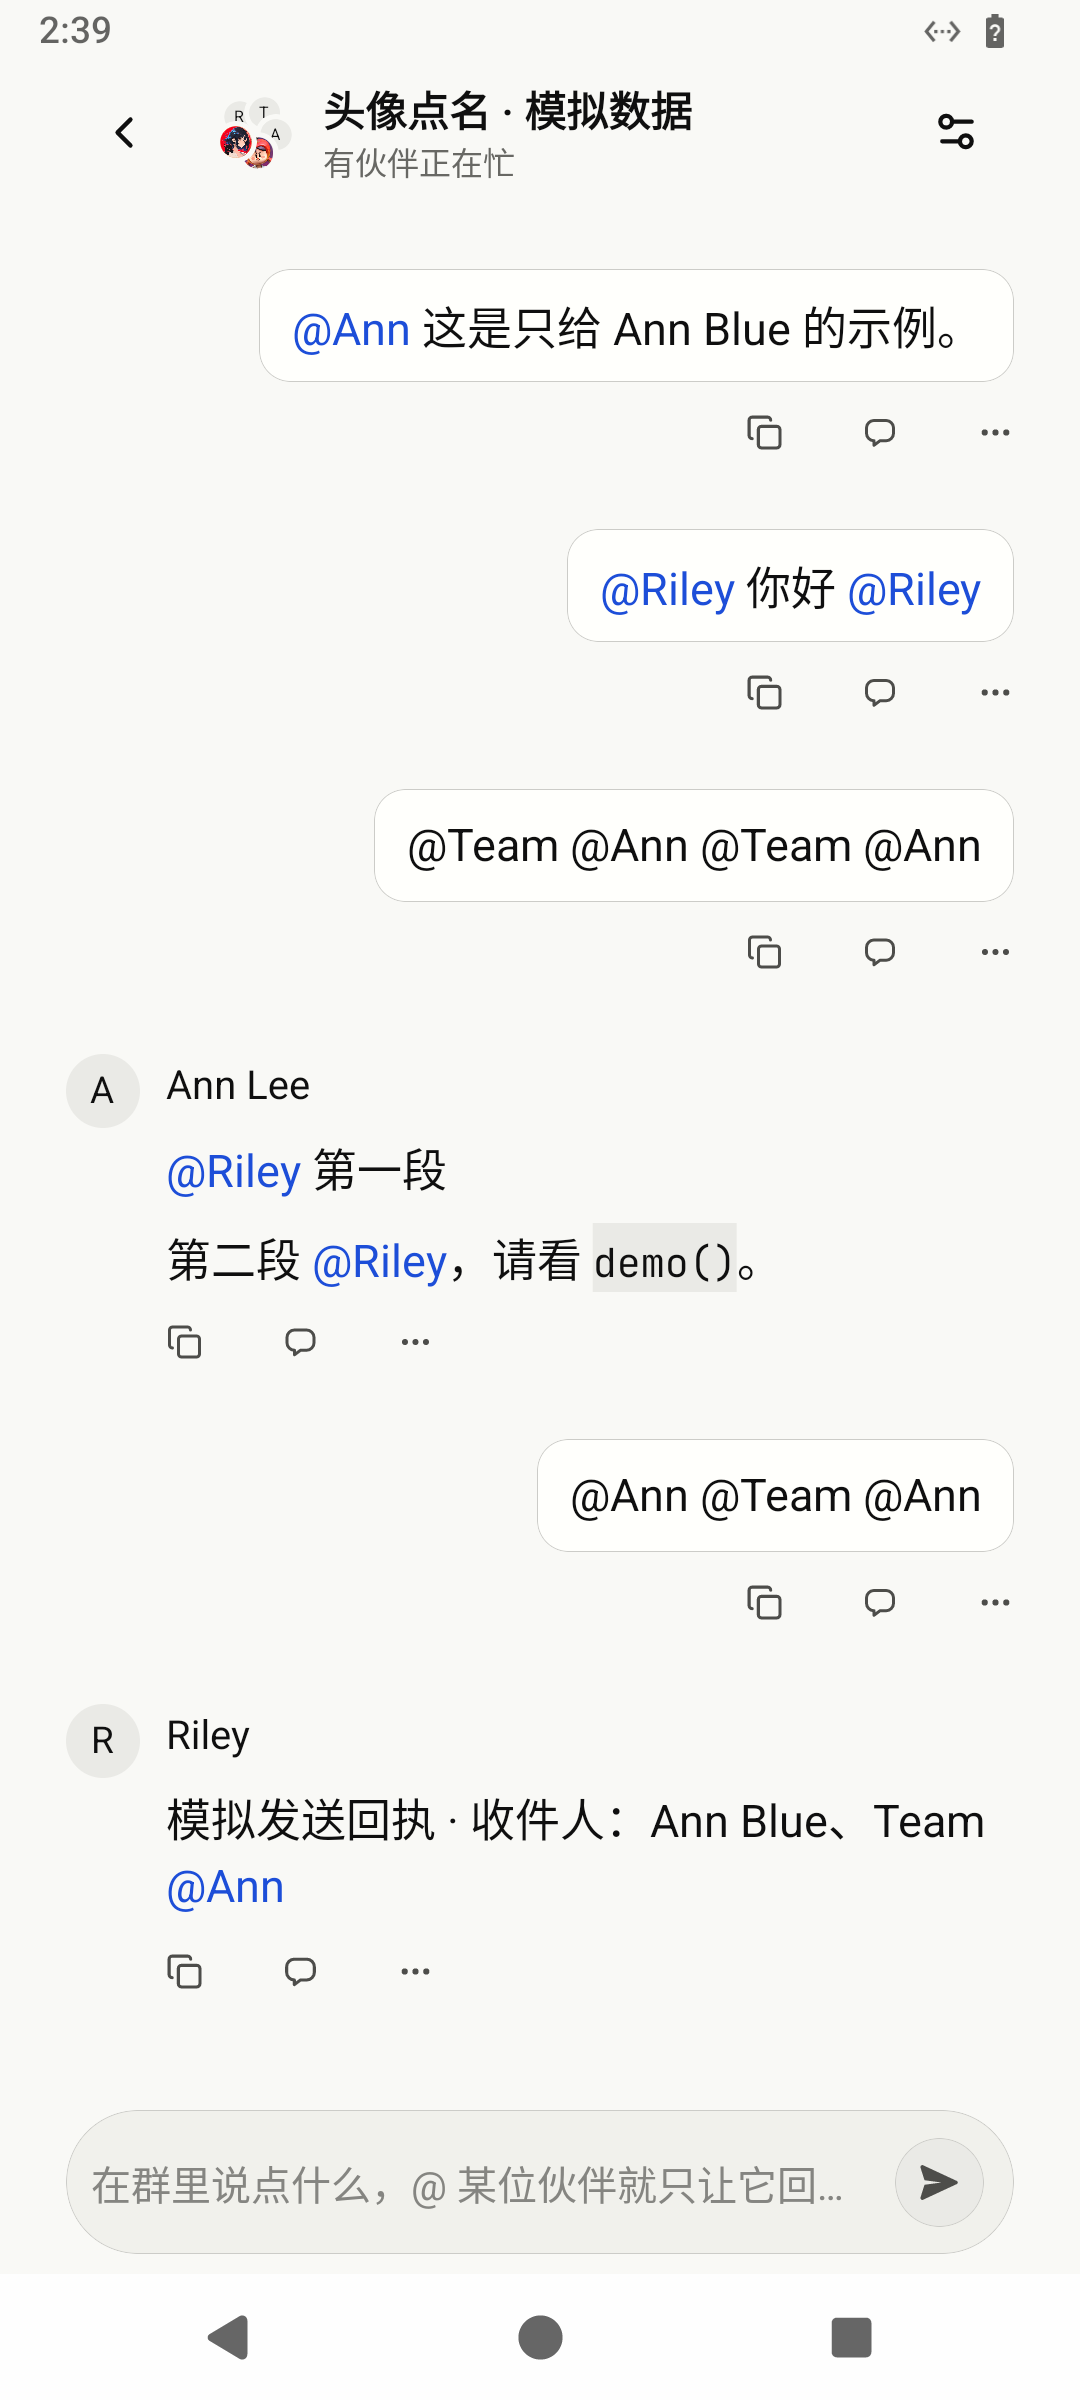 2:39
R
T
A
头像点名 · 模拟数据
有伙伴正在忙
@Ann 这是只给 Ann Blue 的示例。
@Riley 你好 @Riley
@Team @Ann @Team @Ann
A
Ann Lee
@Riley 第一段
第二段 @Riley，请看 demo()。
@Ann @Team @Ann
R
Riley
模拟发送回执 · 收件人：Ann Blue、Team
@Ann
在群里说点什么，@ 某位伙伴就只让它回…